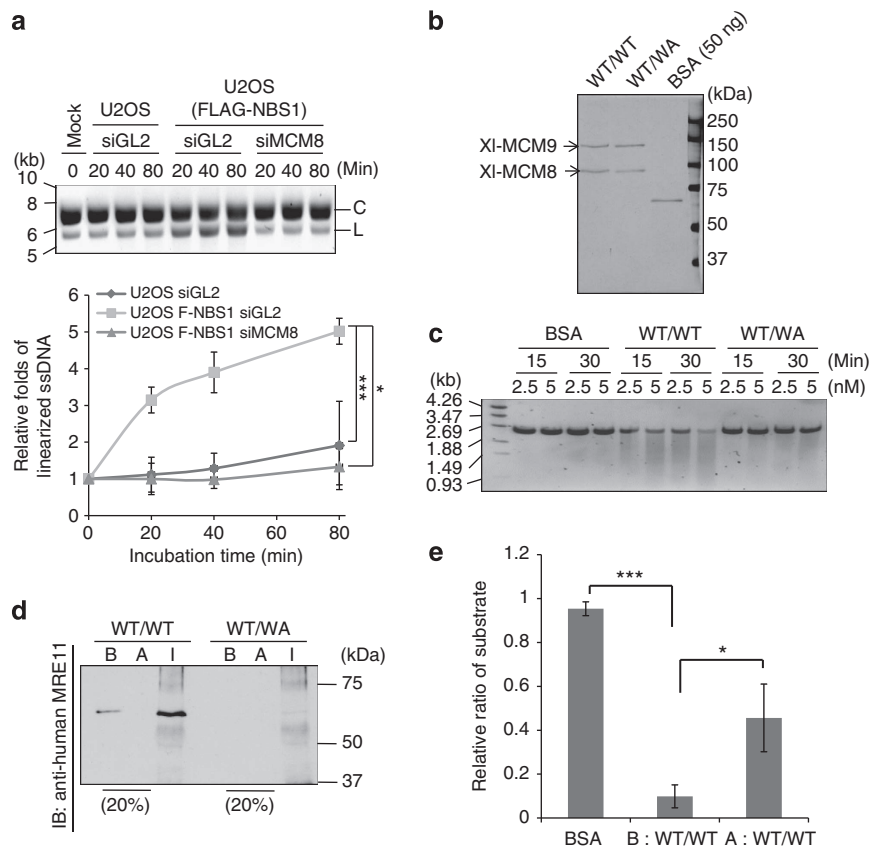 a
U2OS
(FLAG-NBS1)
Mock
U2OS
siGL2
siGL2
siMCM8
(kb)
0 20 40 80 20 40 80 20 40 80 (Min)
10
8
6
5
C
L
6
5
4
3
2
1
0
Relative folds of
linearized ssDNA
U2OS siGL2
U2OS F-NBS1 siGL2
U2OS F-NBS1 siMCM8
***
*
0 20 40 60 80
Incubation time (min)
b
WT/WT
WT/WA
BSA (50 ng)
(kDa)
Xl-MCM9
Xl-MCM8
250
150
100
75
50
37
c
BSA WT/WT WT/WA
15 30 15 30 15 30 (Min)
(kb)
2.5 5 2.5 5 2.5 5 2.5 5 2.5 5 2.5 5 (nM)
4.26
3.47
2.69
1.88
1.49
0.93
d
IB: anti-human MRE11
WT/WT WT/WA
B A I B A I (kDa)
75
50
37
(20%) (20%)
e
Relative ratio of substrate
1.2
1
0.8
0.6
0.4
0.2
0
***
*
BSA B : WT/WT A : WT/WT